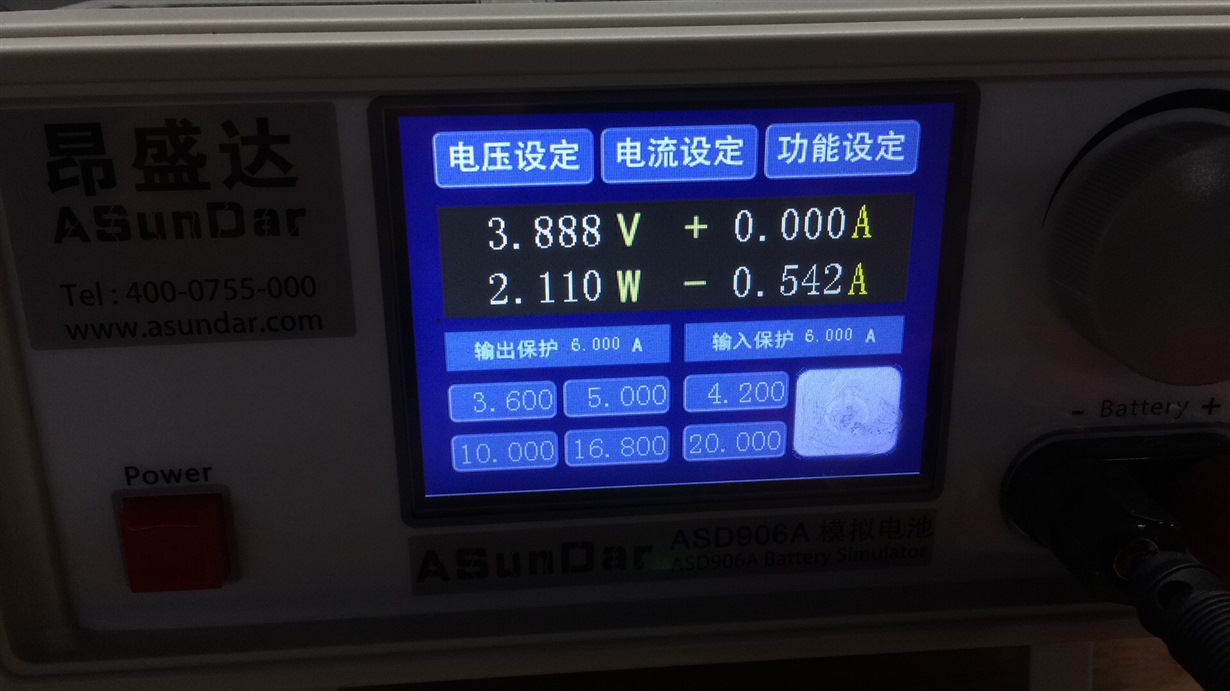 昂盛达
ASunDar
Tel : 400-0755-000
www.asundar.com
电压设定 电流设定 功能设定
3.888 V + 0.000 A
2.110 W - 0.542 A
输出保护 6.000 A 输入保护 6.000 A
3.600 5.000 4.200
10.000 16.800 20.000
- Battery +
Power
ASunDar ASD906A 模拟电池
ASD906A Battery Simulator